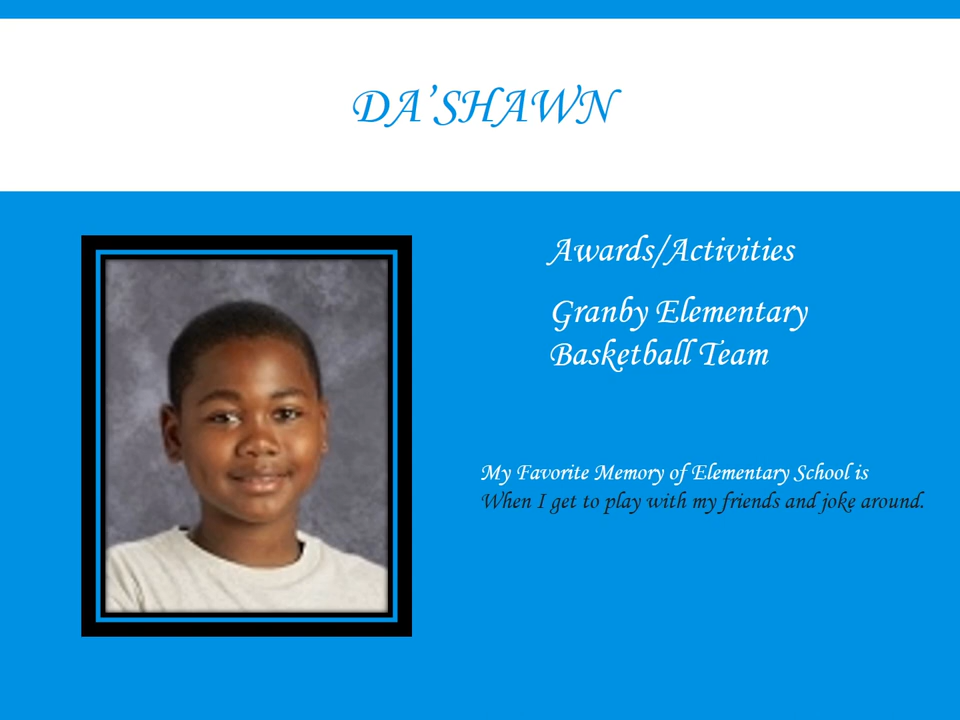 DA’SHAWN
Awards/Activities
Granby Elementary
Basketball Team
My Favorite Memory of Elementary School is
When I get to play with my friends and joke around.